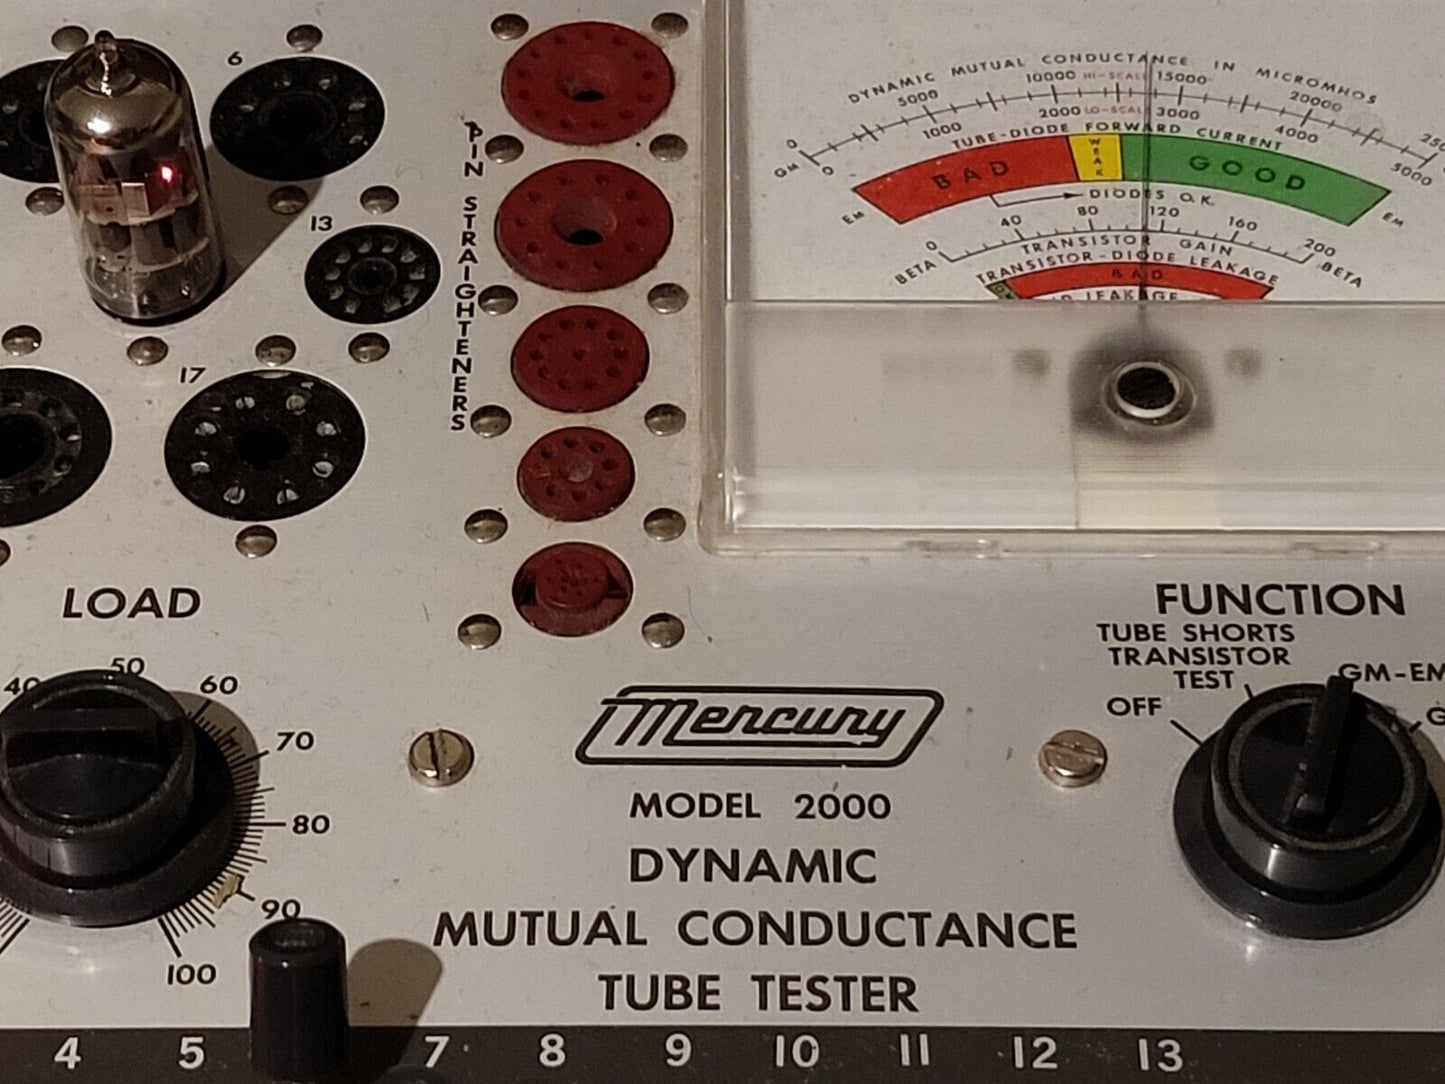 6
13
17
PIN STRAIGHTENERS
DYNAMIC MUTUAL CONDUCTANCE IN MICROMHOS
0 5000 10000 HI-SCALE 15000 20000
GM 0 1000 2000 LO-SCALE 3000 4000 5000
TUBE-DIODE FORWARD CURRENT
BAD WEAK GOOD
EM DIODES O.K. EM
0 40 80 120 160 200
BETA TRANSISTOR GAIN BETA
TRANSISTOR-DIODE LEAKAGE
BAD
LEAKAGE
LOAD
40 50 60 70 80 90 100
FUNCTION
TUBE SHORTS
TRANSISTOR
TEST
GM-EM
OFF
G
Mercury
MODEL 2000
DYNAMIC
MUTUAL CONDUCTANCE
TUBE TESTER
4 5 7 8 9 10 11 12 13